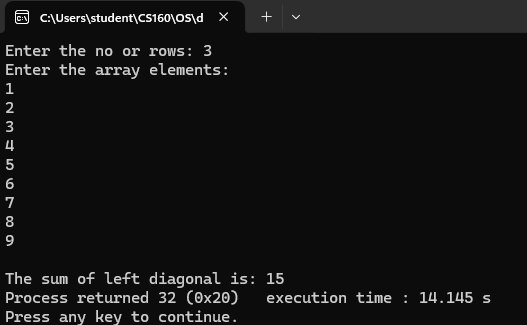 C:\Users\student\CS160\OS\d
Enter the no or rows: 3
Enter the array elements:
1
2
3
4
5
6
7
8
9
The sum of left diagonal is: 15
Process returned 32 (0x20)   execution time : 14.145 s
Press any key to continue.